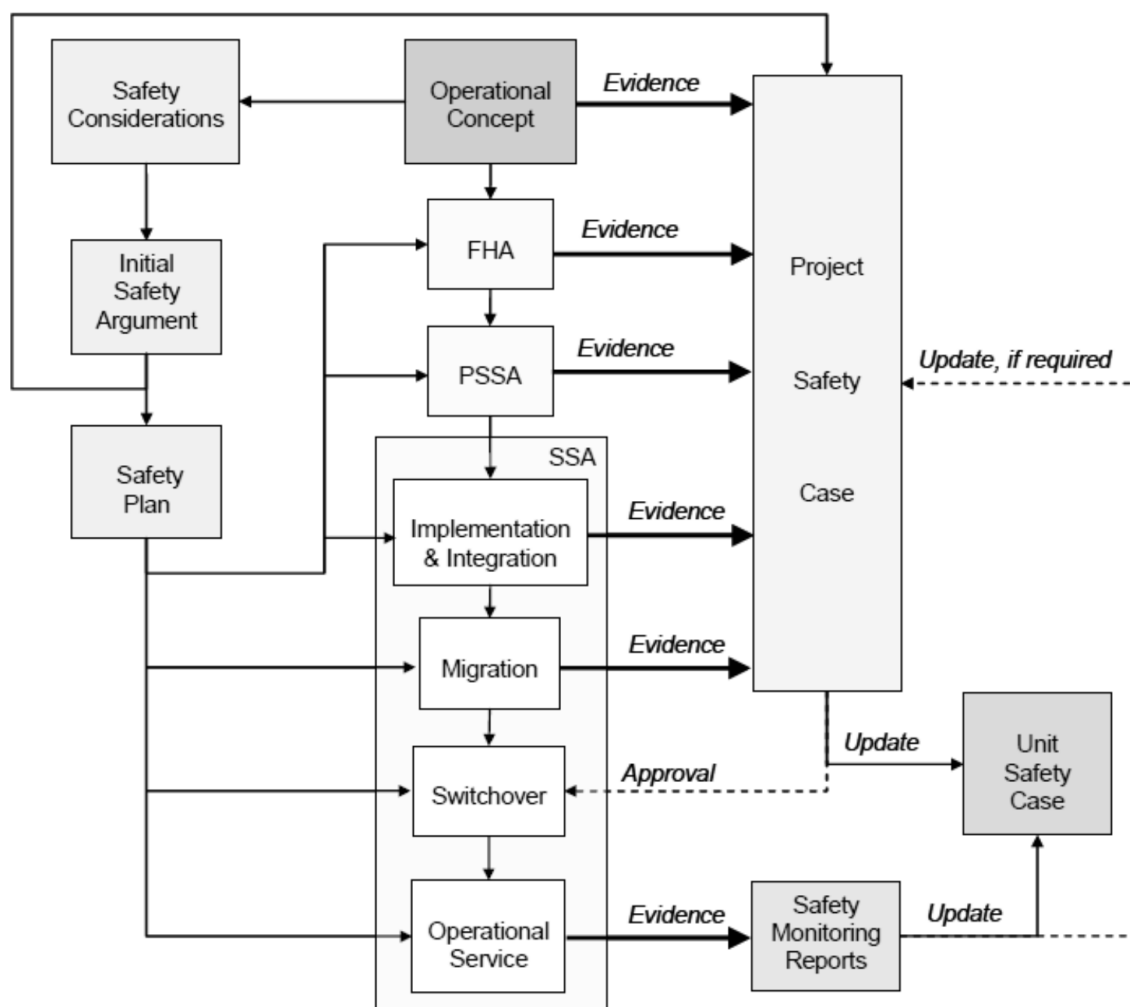 Safety
Considerations
Operational
Concept
Evidence
FHA
Evidence
Initial
Safety
Argument
PSSA
Evidence
Project
Safety
Case
Update, if required
Safety
Plan
SSA
Implementation
& Integration
Evidence
Migration
Evidence
Switchover
Approval
Update
Unit
Safety
Case
Operational
Service
Evidence
Safety
Monitoring
Reports
Update